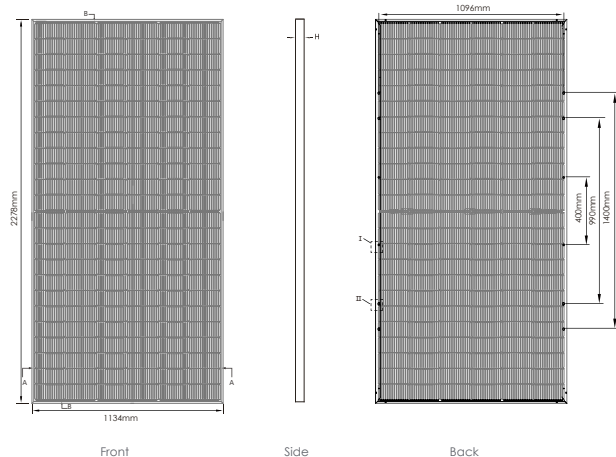 B
1096mm
H
2278mm
400mm
990mm
1400mm
I
II
A
A
B
1134mm
Front
Side
Back